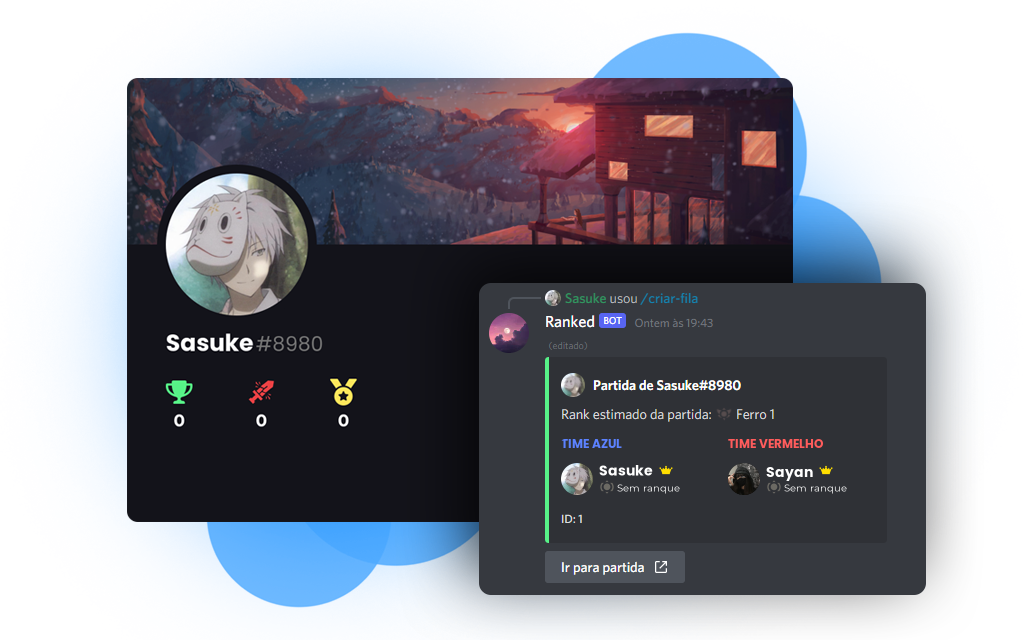 Sasuke#8980
0 0 0
Sasuke usou /criar-fila
Ranked BOT Ontem às 19:43
(editado)
Partida de Sasuke#8980
Rank estimado da partida: Ferro 1
TIME AZUL TIME VERMELHO
Sasuke Sayan
Sem ranque Sem ranque
ID: 1
Ir para partida